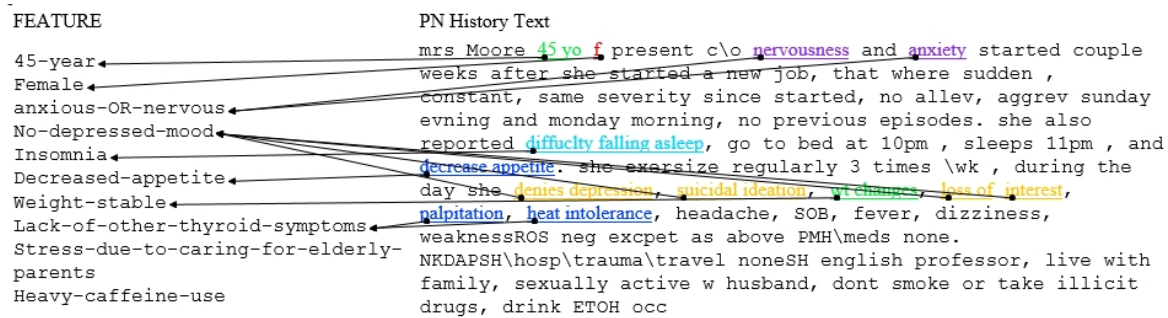 FEATURE
45-year
Female
anxious-OR-nervous
No-depressed-mood
Insomnia
Decreased-appetite
Weight-stable
Lack-of-other-thyroid-symptoms
Stress-due-to-caring-for-elderly-
parents
Heavy-caffeine-use
PN History Text
mrs Moore 45 yo f present c\o nervousness and anxiety started couple
weeks after she started a new job, that where sudden ,
constant, same severity since started, no allev, aggrev sunday
evning and monday morning, no previous episodes. she also
reported diffuclty falling asleep, go to bed at 10pm , sleeps 11pm , and
decrease appetite. she exersize regularly 3 times \wk , during the
day she denies depression, suicidal ideation, wt changes, loss of interest,
palpitation, heat intolerance, headache, SOB, fever, dizziness,
weaknessROS neg excpet as above PMH\meds none.
NKDAPSH\hosp\trauma\travel noneSH english professor, live with
family, sexually active w husband, dont smoke or take illicit
drugs, drink ETOH occ